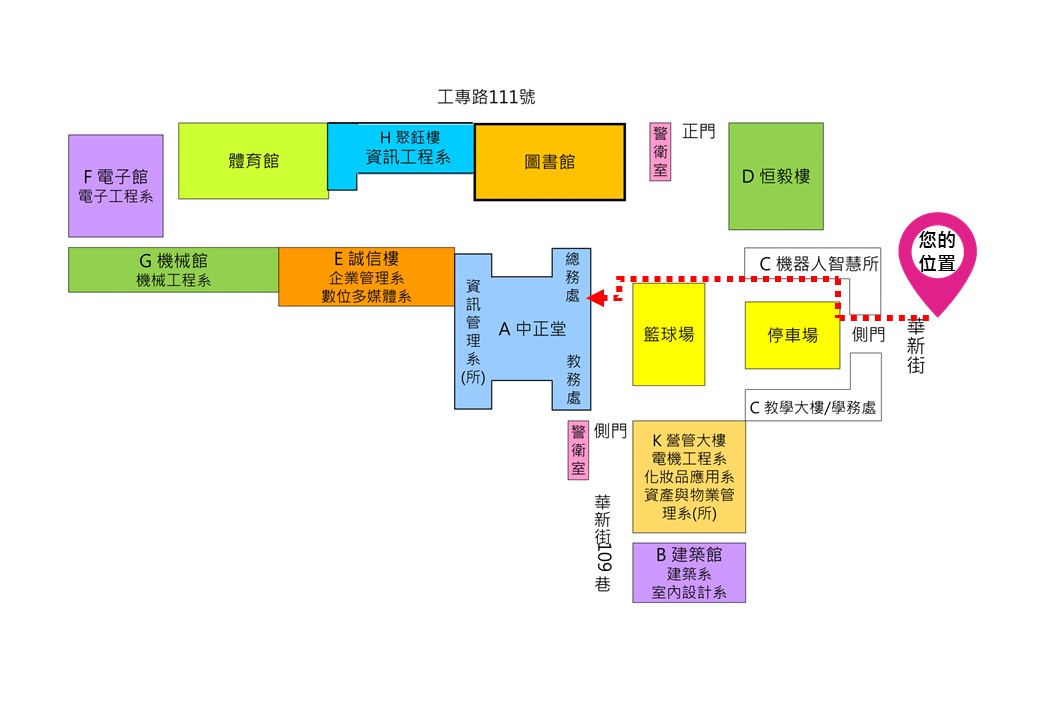 工專路111號
F 電子館
電子工程系
體育館
H 聚鈺樓
資訊工程系
圖書館
警衛室
正門
D 恒毅樓
您的
位置
G 機械館
機械工程系
E 誠信樓
企業管理系
數位多媒體系
資訊管理系(所)
A 中正堂
總務處
教務處
籃球場
C 機器人智慧所
停車場
側門
華新街
C 教學大樓/學務處
警衛室
側門
華新街109 巷
K 營管大樓
電機工程系
化妝品應用系
資產與物業管
理系(所)
B 建築館
建築系
室內設計系